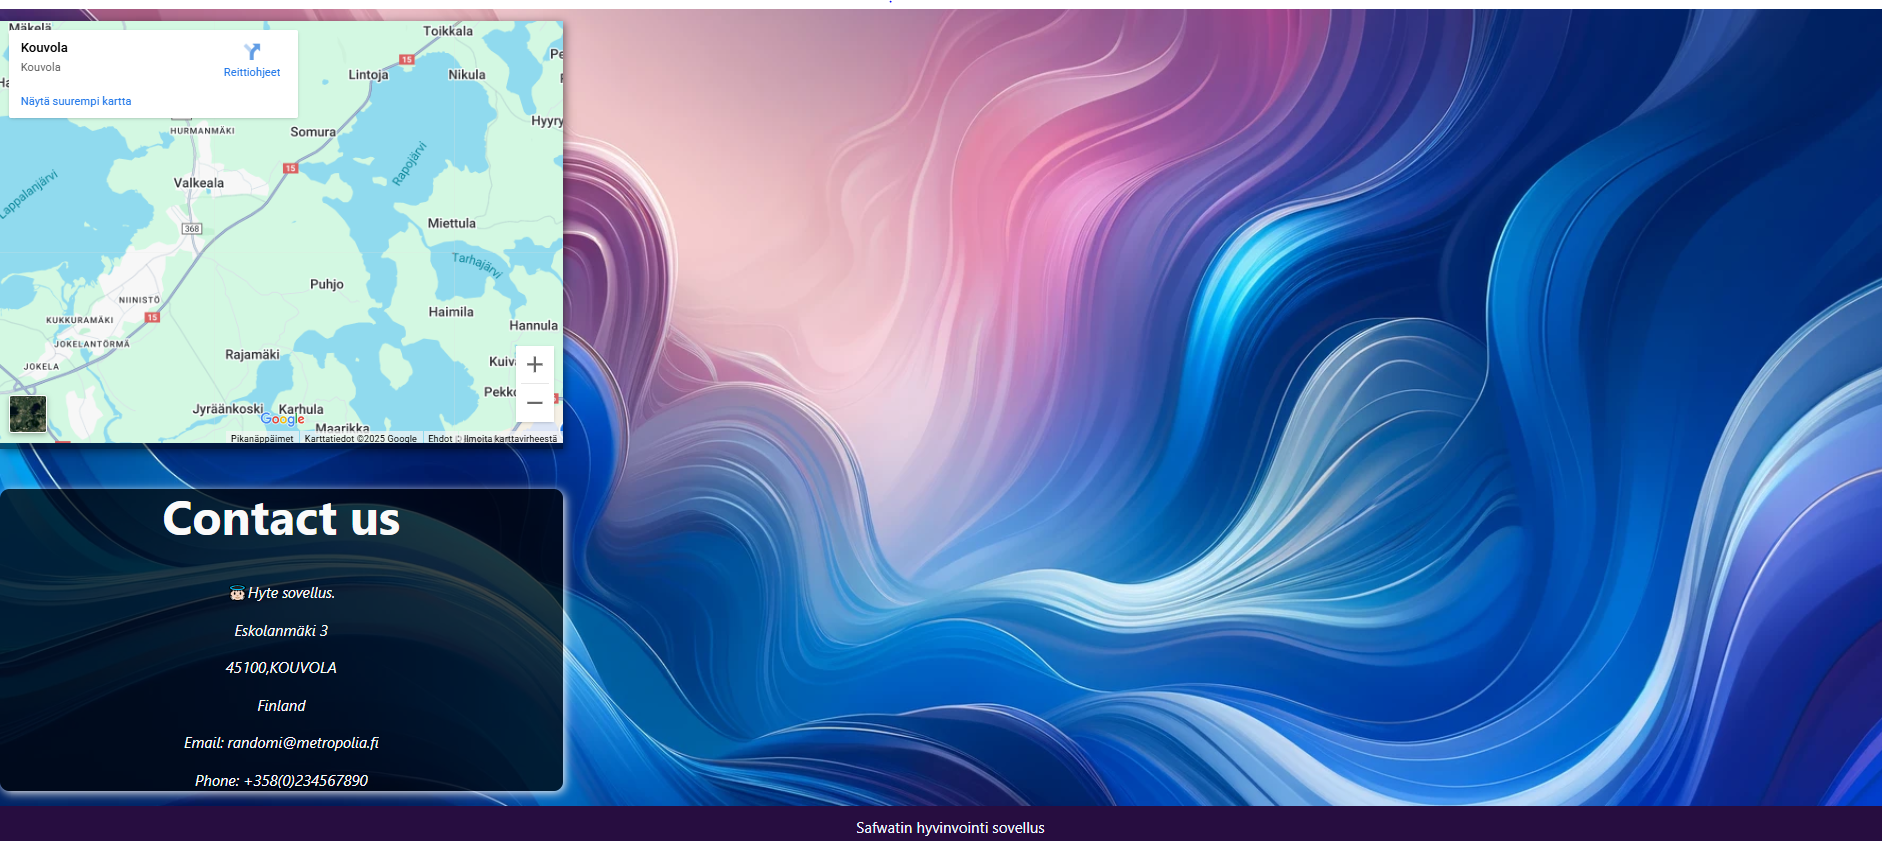 Mäkelä
Toikkala
Kouvola
Kouvola
Reittiohjeet
Näytä suurempi kartta
15
Lintoja
Nikula
HURMANMÄKI
Somura
15
Valkeala
Rapojärvi
Lappalanjärvi
368
Miettula
Tarhajärvi
Puhjo
NIINISTÖ
Haimila
KUKKURAMÄKI
15
Hannula
JOKELANTÖRMÄ
Rajamäki
JOKELA
Jyräänkoski
Karhula
Google
Maarikka
Pikanäppäimet
Karttatiedot ©2025 Google
Ehdot
Ilmoita karttavirheestä
Contact us
Hyte sovellus.
Eskolanmäki 3
45100,KOUVOLA
Finland
Email: randomi@metropolia.fi
Phone: +358(0)234567890
Safwatin hyvinvointi sovellus